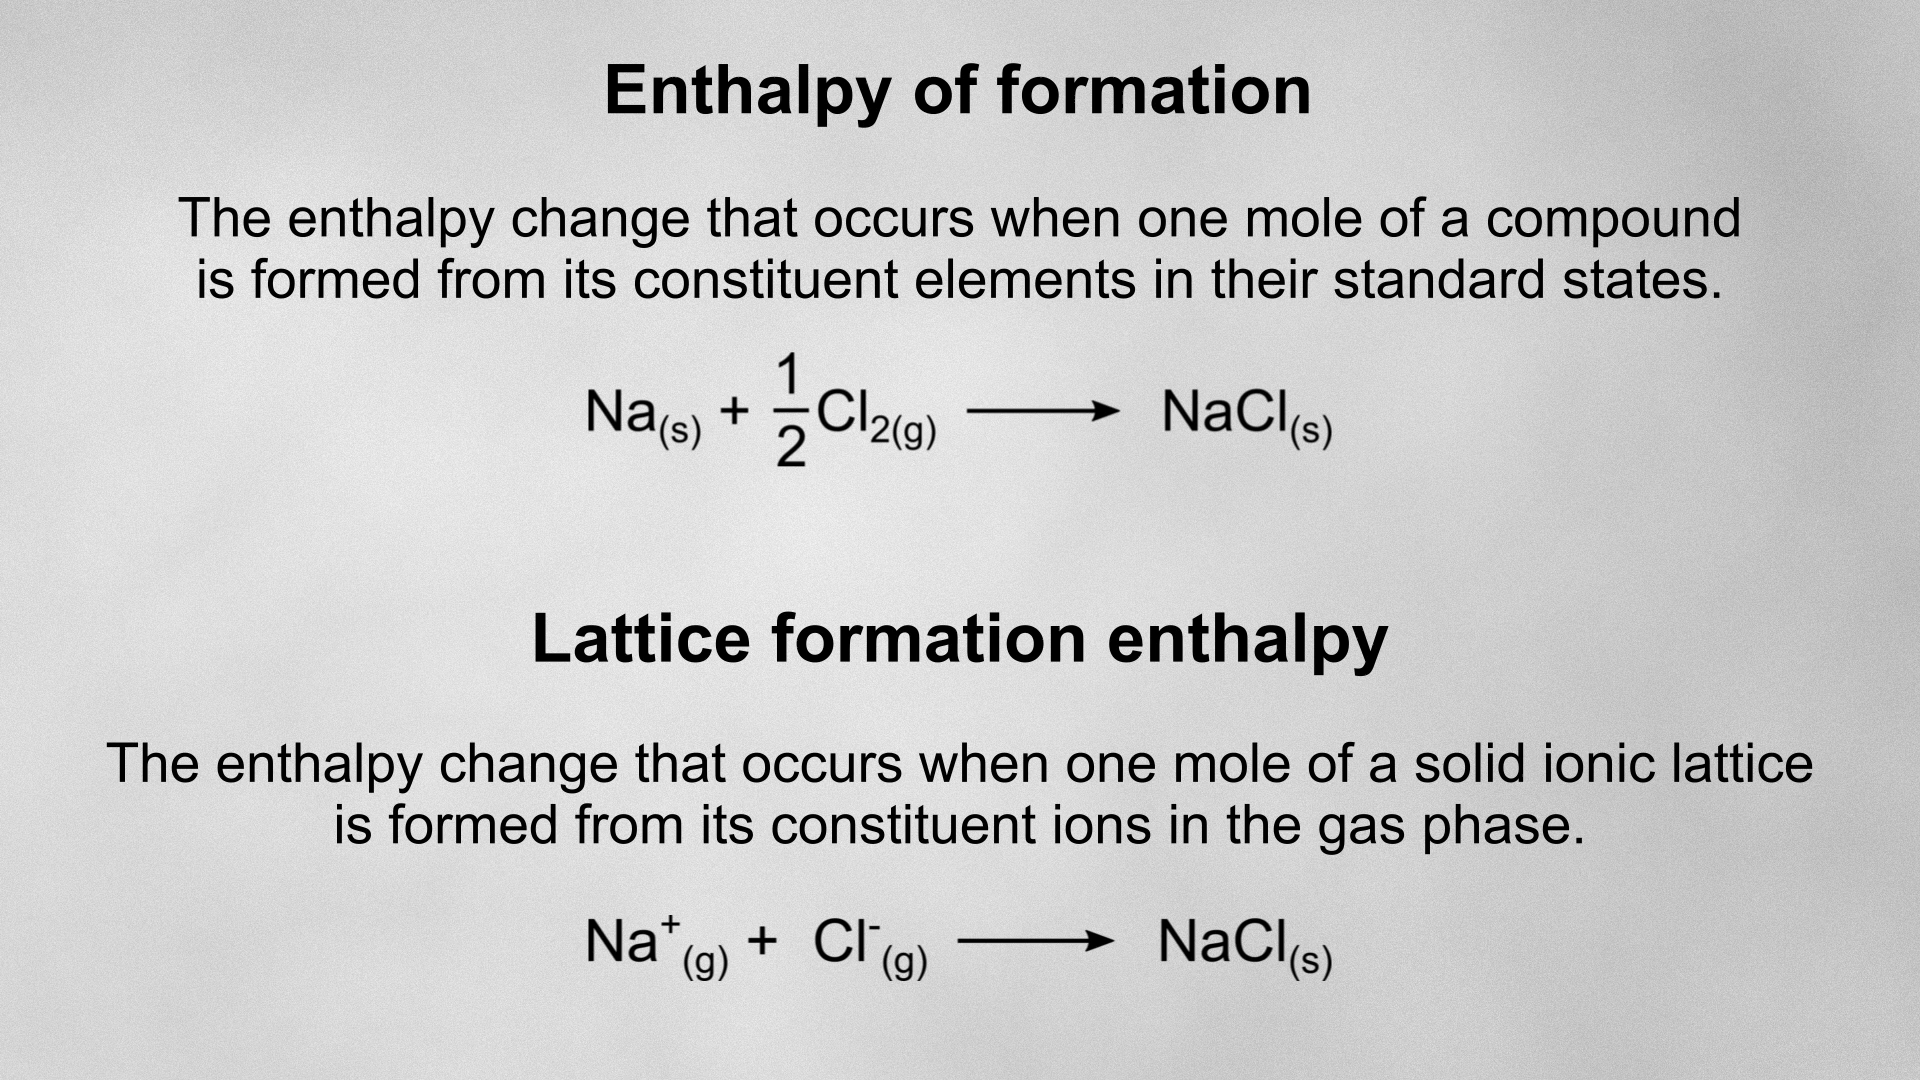 Enthalpy of formation
The enthalpy change that occurs when one mole of a compound
is formed from its constituent elements in their standard states.
Na₍s₎ + ½Cl₂₍g₎ ⟶ NaCl₍s₎
Lattice formation enthalpy
The enthalpy change that occurs when one mole of a solid ionic lattice
is formed from its constituent ions in the gas phase.
Na⁺(g) + Cl⁻(g) ⟶ NaCl(s)